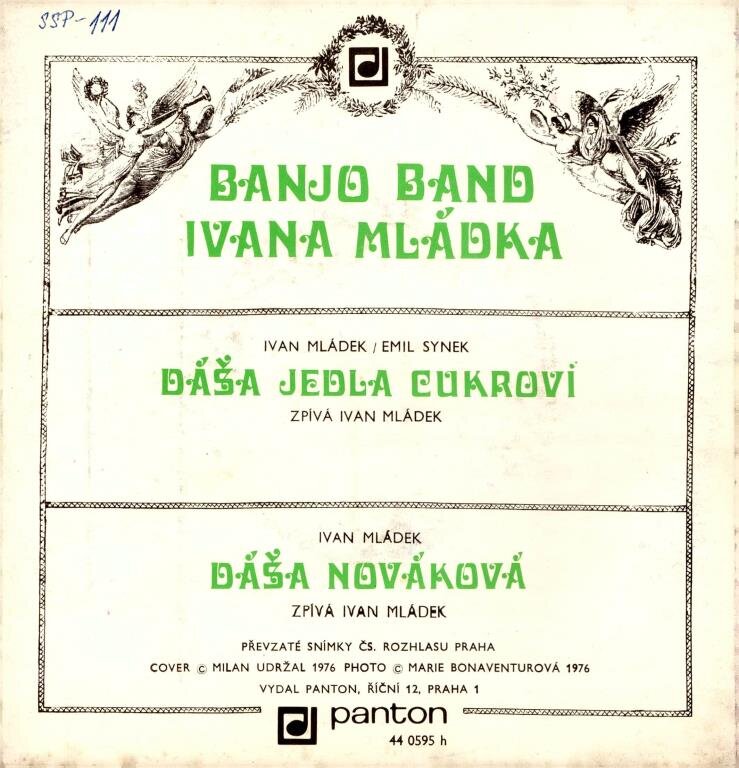 SSP-111
BANJO BAND
IVANA MLÁDKA
IVAN MLÁDEK / EMIL SYNEK
DÁŠA JEDLA CUKROVÍ
ZPÍVÁ IVAN MLÁDEK
IVAN MLÁDEK
DÁŠA NOVÁKOVÁ
ZPÍVÁ IVAN MLÁDEK
PŘEVZATÉ SNÍMKY ČS. ROZHLASU PRAHA
COVER © MILAN UDRŽAL 1976 PHOTO © MARIE BONAVENTUROVÁ 1976
VYDAL PANTON, ŘÍČNÍ 12, PRAHA 1
panton
44 0595 h